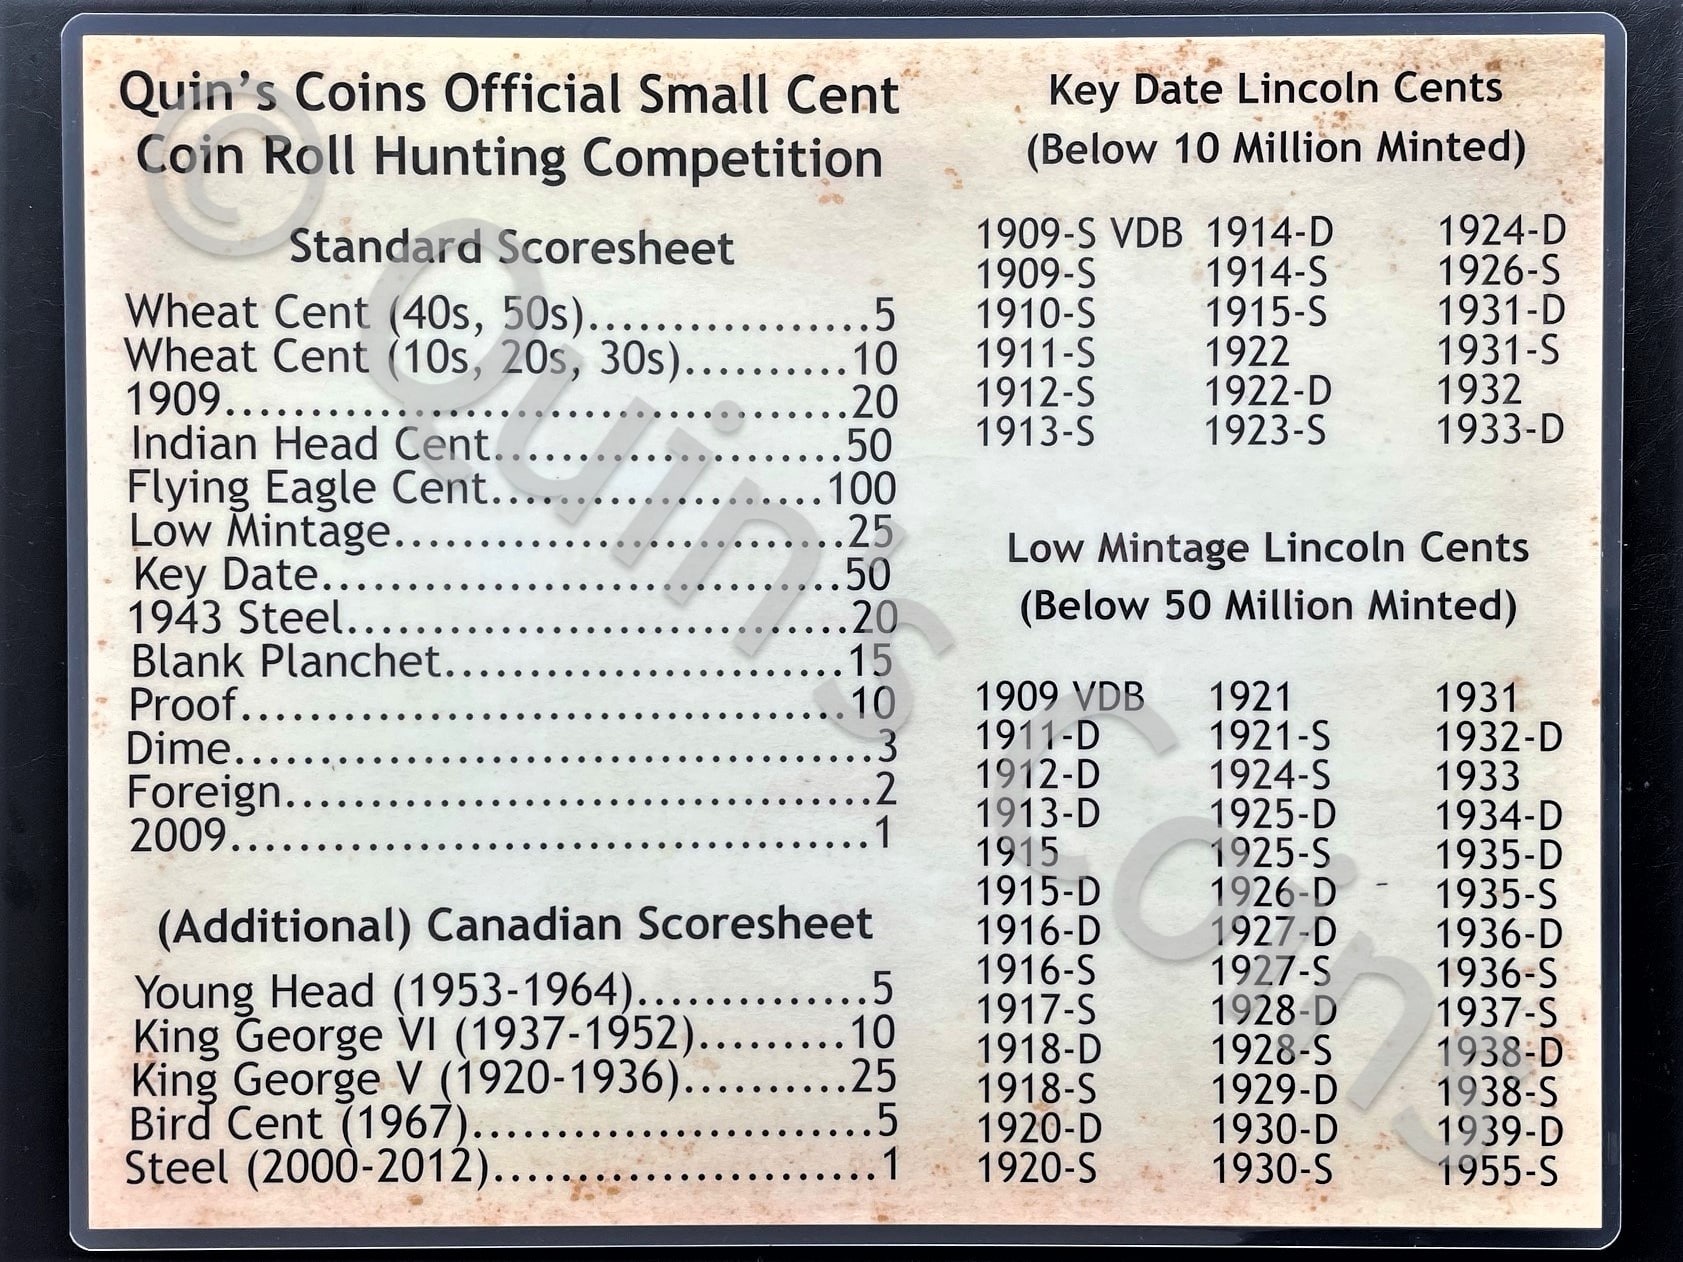 Quin's Coins Official Small Cent
Coin Roll Hunting Competition
Standard Scoresheet
Wheat Cent (40s, 50s).................5
Wheat Cent (10s, 20s, 30s)..........10
1909......................................20
Indian Head Cent.....................50
Flying Eagle Cent....................100
Low Mintage...........................25
Key Date................................50
1943 Steel..............................20
Blank Planchet........................15
Proof.....................................10
Dime.......................................3
Foreign....................................2
2009.......................................1
(Additional) Canadian Scoresheet
Young Head (1953-1964)..............5
King George VI (1937-1952).........10
King George V (1920-1936)..........25
Bird Cent (1967)........................5
Steel (2000-2012).......................1
Key Date Lincoln Cents
(Below 10 Million Minted)
1909-S VDB 1914-D 1924-D
1909-S 1914-S 1926-S
1910-S 1915-S 1931-D
1911-S 1922 1931-S
1912-S 1922-D 1932
1913-S 1923-S 1933-D
Low Mintage Lincoln Cents
(Below 50 Million Minted)
1909 VDB 1921 1931
1911-D 1921-S 1932-D
1912-D 1924-S 1933
1913-D 1925-D 1934-D
1915 1925-S 1935-D
1915-D 1926-D 1935-S
1916-D 1927-D 1936-D
1916-S 1927-S 1936-S
1917-S 1928-D 1937-S
1918-D 1928-S 1938-D
1918-S 1929-D 1938-S
1920-D 1930-D 1939-D
1920-S 1930-S 1955-S
© Quin's Coins